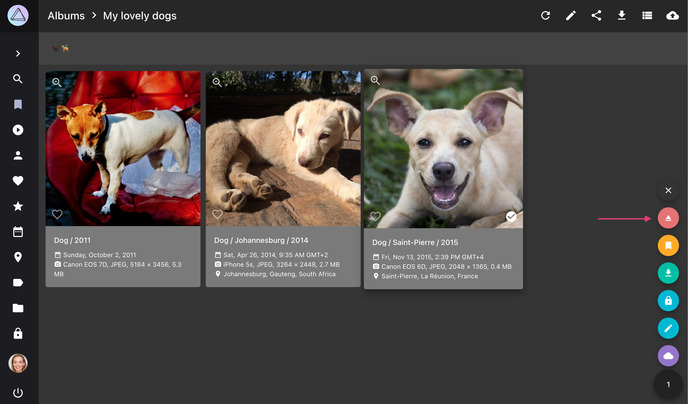 Albums > My lovely dogs
Dog / 2011
Sunday, October 2, 2011
Canon EOS 7D, JPEG, 5184 × 3456, 5.3
MB
Dog / Johannesburg / 2014
Sat, Apr 26, 2014, 9:35 AM GMT+2
iPhone 5s, JPEG, 3264 × 2448, 2.7 MB
Johannesburg, Gauteng, South Africa
Dog / Saint-Pierre / 2015
Fri, Nov 13, 2015, 2:39 PM GMT+4
Canon EOS 6D, JPEG, 2048 × 1365, 0.4 MB
Saint-Pierre, La Réunion, France
1